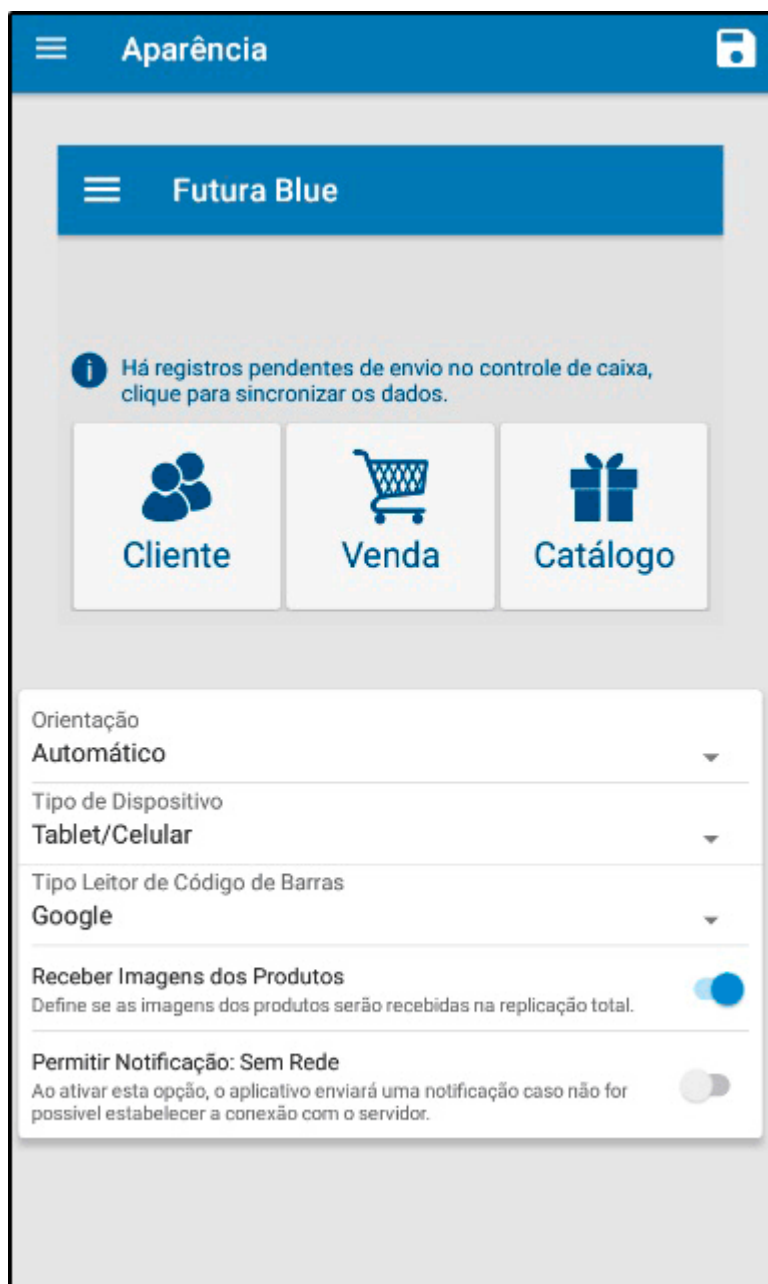 Aparência
Futura Blue
Há registros pendentes de envio no controle de caixa,
clique para sincronizar os dados.
Cliente
Venda
Catálogo
Orientação
Automático
Tipo de Dispositivo
Tablet/Celular
Tipo Leitor de Código de Barras
Google
Receber Imagens dos Produtos
Define se as imagens dos produtos serão recebidas na replicação total.
Permitir Notificação: Sem Rede
Ao ativar esta opção, o aplicativo enviará uma notificação caso não for
possível estabelecer a conexão com o servidor.